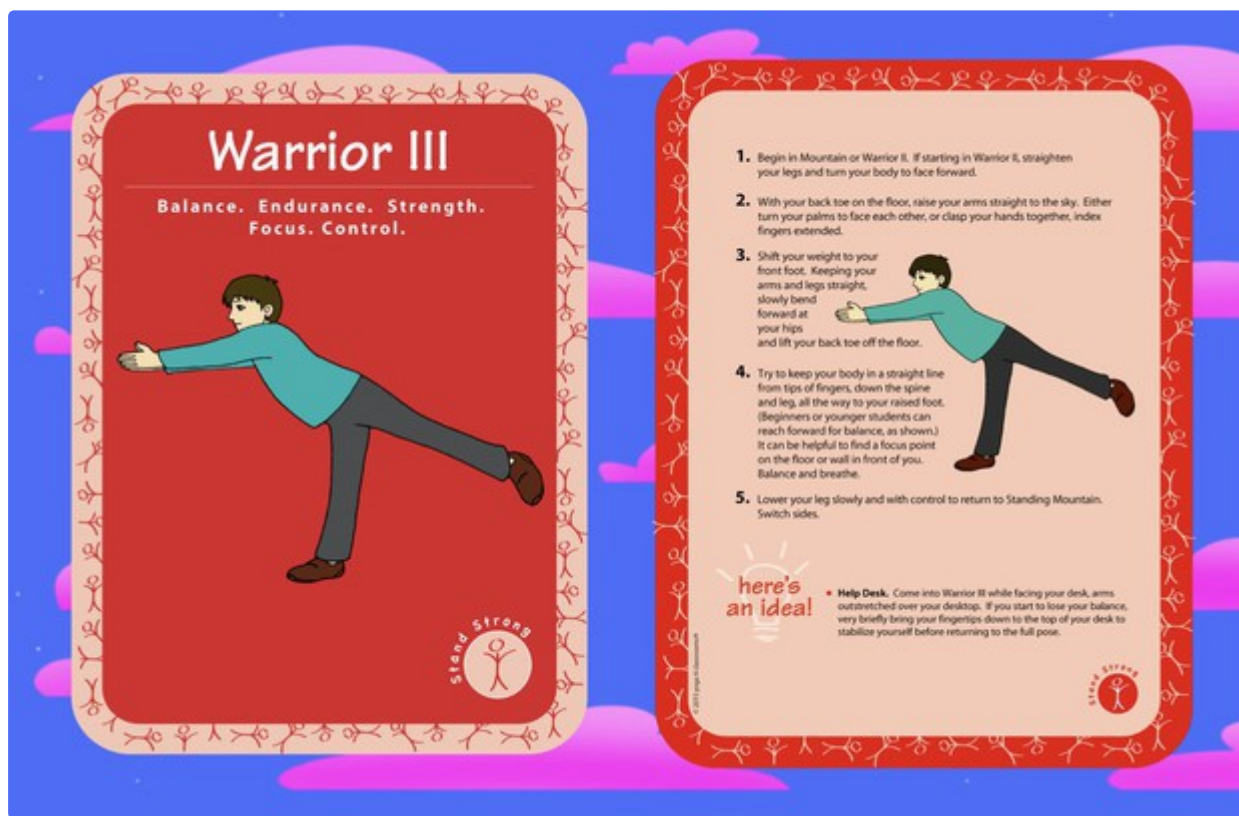 Warrior III
Balance. Endurance. Strength.
Focus. Control.
Stand Strong
1. Begin in Mountain or Warrior II. If starting in Warrior II, straighten
your legs and turn your body to face forward.
2. With your back toe on the floor, raise your arms straight to the sky. Either
turn your palms to face each other, or clasp your hands together, index
fingers extended.
3. Shift your weight to your
front foot. Keeping your
arms and legs straight,
slowly bend
forward at
your hips
and lift your back toe off the floor.
4. Try to keep your body in a straight line
from tips of fingers, down the spine
and leg, all the way to your raised foot.
(Beginners or younger students can
reach forward for balance, as shown.)
It can be helpful to find a focus point
on the floor or wall in front of you.
Balance and breathe.
5. Lower your leg slowly and with control to return to Standing Mountain.
Switch sides.
here's
an idea!
• Help Desk. Come into Warrior III while facing your desk, arms
outstretched over your desktop. If you start to lose your balance,
very briefly bring your fingertips down to the top of your desk to
stabilize yourself before returning to the full pose.
Stand Strong